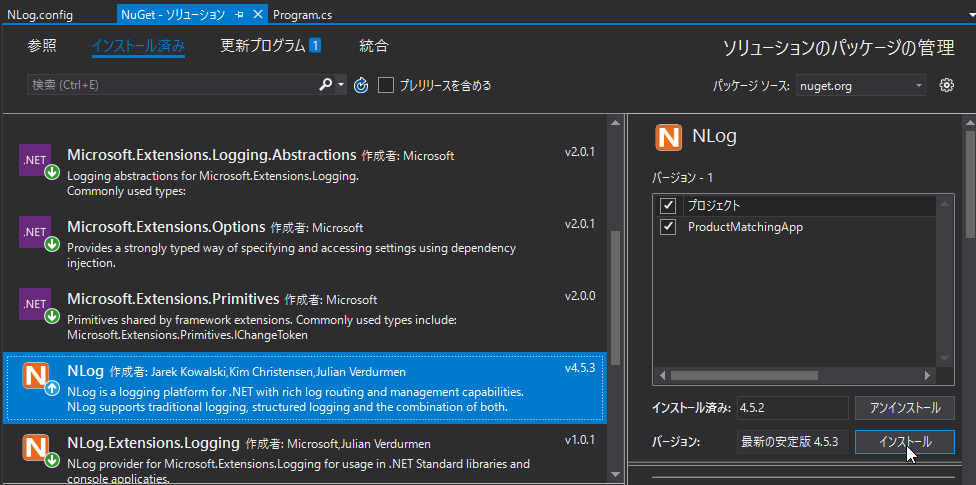 NLog.config
NuGet - ソリューション
Program.cs
参照
インストール済み
更新プログラム 1
統合
ソリューションのパッケージの管理
検索 (Ctrl+E)
プレリリースを含める
パッケージ ソース: nuget.org
.NET
Microsoft.Extensions.Logging.Abstractions 作成者: Microsoft
v2.0.1
Logging abstractions for Microsoft.Extensions.Logging.
Commonly used types:
.NET
Microsoft.Extensions.Options 作成者: Microsoft
v2.0.1
Provides a strongly typed way of specifying and accessing settings using dependency
injection.
.NET
Microsoft.Extensions.Primitives 作成者: Microsoft
v2.0.0
Primitives shared by framework extensions. Commonly used types include:
Microsoft.Extensions.Primitives.IChangeToken
N
NLog 作成者: Jarek Kowalski,Kim Christensen,Julian Verdurmen
v4.5.3
NLog is a logging platform for .NET with rich log routing and management capabilities.
NLog supports traditional logging, structured logging and the combination of both.
N
NLog.Extensions.Logging 作成者: Microsoft,Julian Verdurmen
v1.0.1
NLog provider for Microsoft.Extensions.Logging for usage in .NET Standard libraries and
console applicaties.
N
NLog
バージョン - 1
プロジェクト
ProductMatchingApp
インストール済み: 4.5.2
アンインストール
バージョン: 最新の安定版 4.5.3
インストール